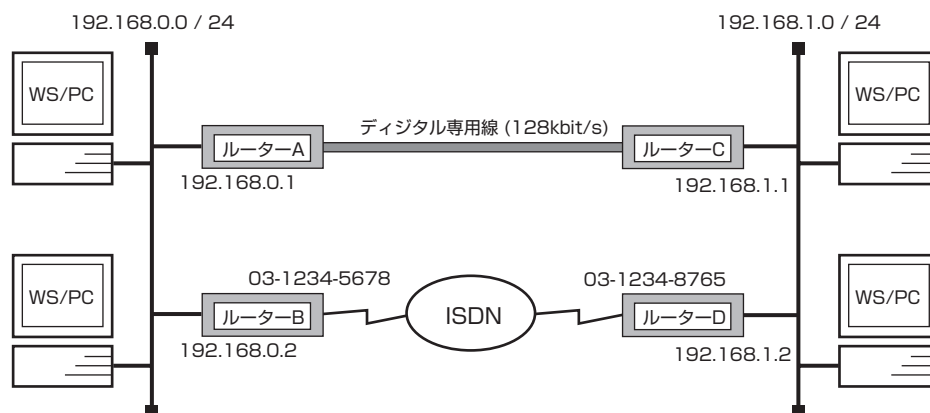 192.168.0.0 / 24
192.168.1.0 / 24
WS/PC
WS/PC
ディジタル専用線 (128kbit/s)
ルーターA
ルーターC
192.168.0.1
192.168.1.1
03-1234-5678
03-1234-8765
WS/PC
WS/PC
ルーターB
ISDN
ルーターD
192.168.0.2
192.168.1.2